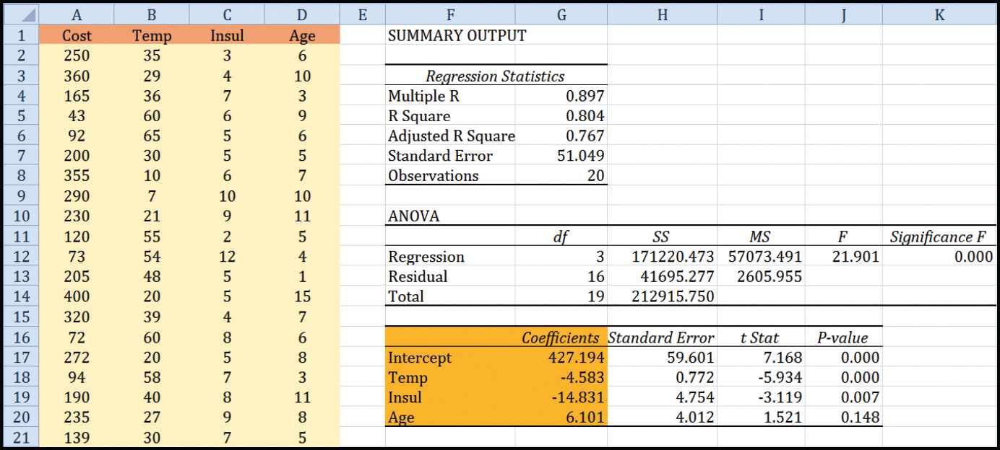 A B C D E F G H I J K
1 Cost Temp Insul Age SUMMARY OUTPUT
2 250 35 3 6
3 360 29 4 10 Regression Statistics
4 165 36 7 3 Multiple R 0.897
5 43 60 6 9 R Square 0.804
6 92 65 5 6 Adjusted R Square 0.767
7 200 30 5 5 Standard Error 51.049
8 355 10 6 7 Observations 20
9 290 7 10 10
10 230 21 9 11 ANOVA
11 120 55 2 5 df SS MS F Significance F
12 73 54 12 4 Regression 3 171220.473 57073.491 21.901 0.000
13 205 48 5 1 Residual 16 41695.277 2605.955
14 400 20 5 15 Total 19 212915.750
15 320 39 4 7
16 72 60 8 6 Coefficients Standard Error t Stat P-value
17 272 20 5 8 Intercept 427.194 59.601 7.168 0.000
18 94 58 7 3 Temp -4.583 0.772 -5.934 0.000
19 190 40 8 11 Insul -14.831 4.754 -3.119 0.007
20 235 27 9 8 Age 6.101 4.012 1.521 0.148
21 139 30 7 5